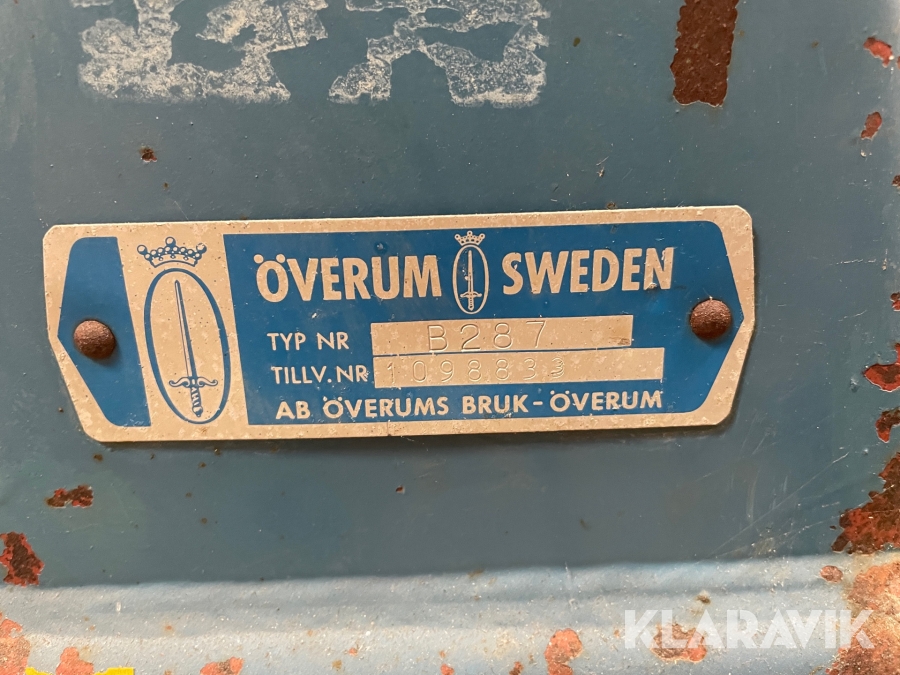 ÖVERUM SWEDEN
TYP NR B287
TILLV.NR 1098833
AB ÖVERUMS BRUK-ÖVERUM
KLARAVIK